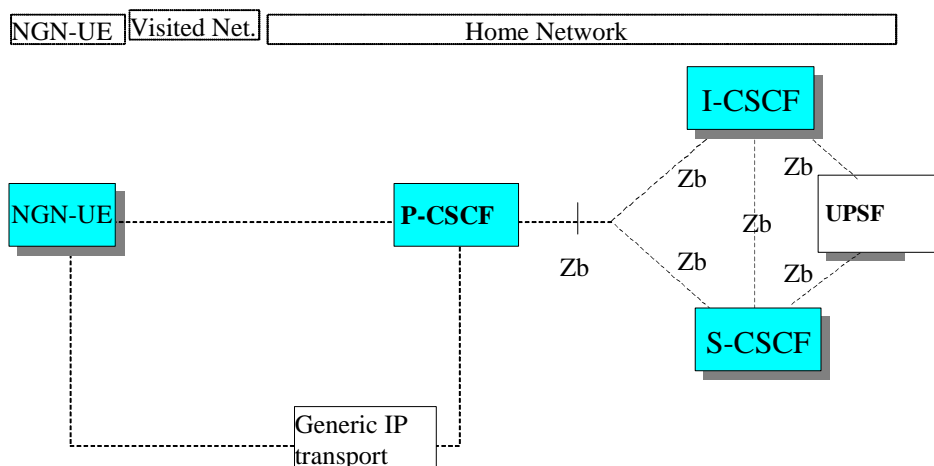 NGN-UE
Visited Net.
Home Network
I-CSCF
Zb
Zb
NGN-UE
P-CSCF
Zb
UPSF
Zb
Zb
Zb
S-CSCF
Generic IP
transport